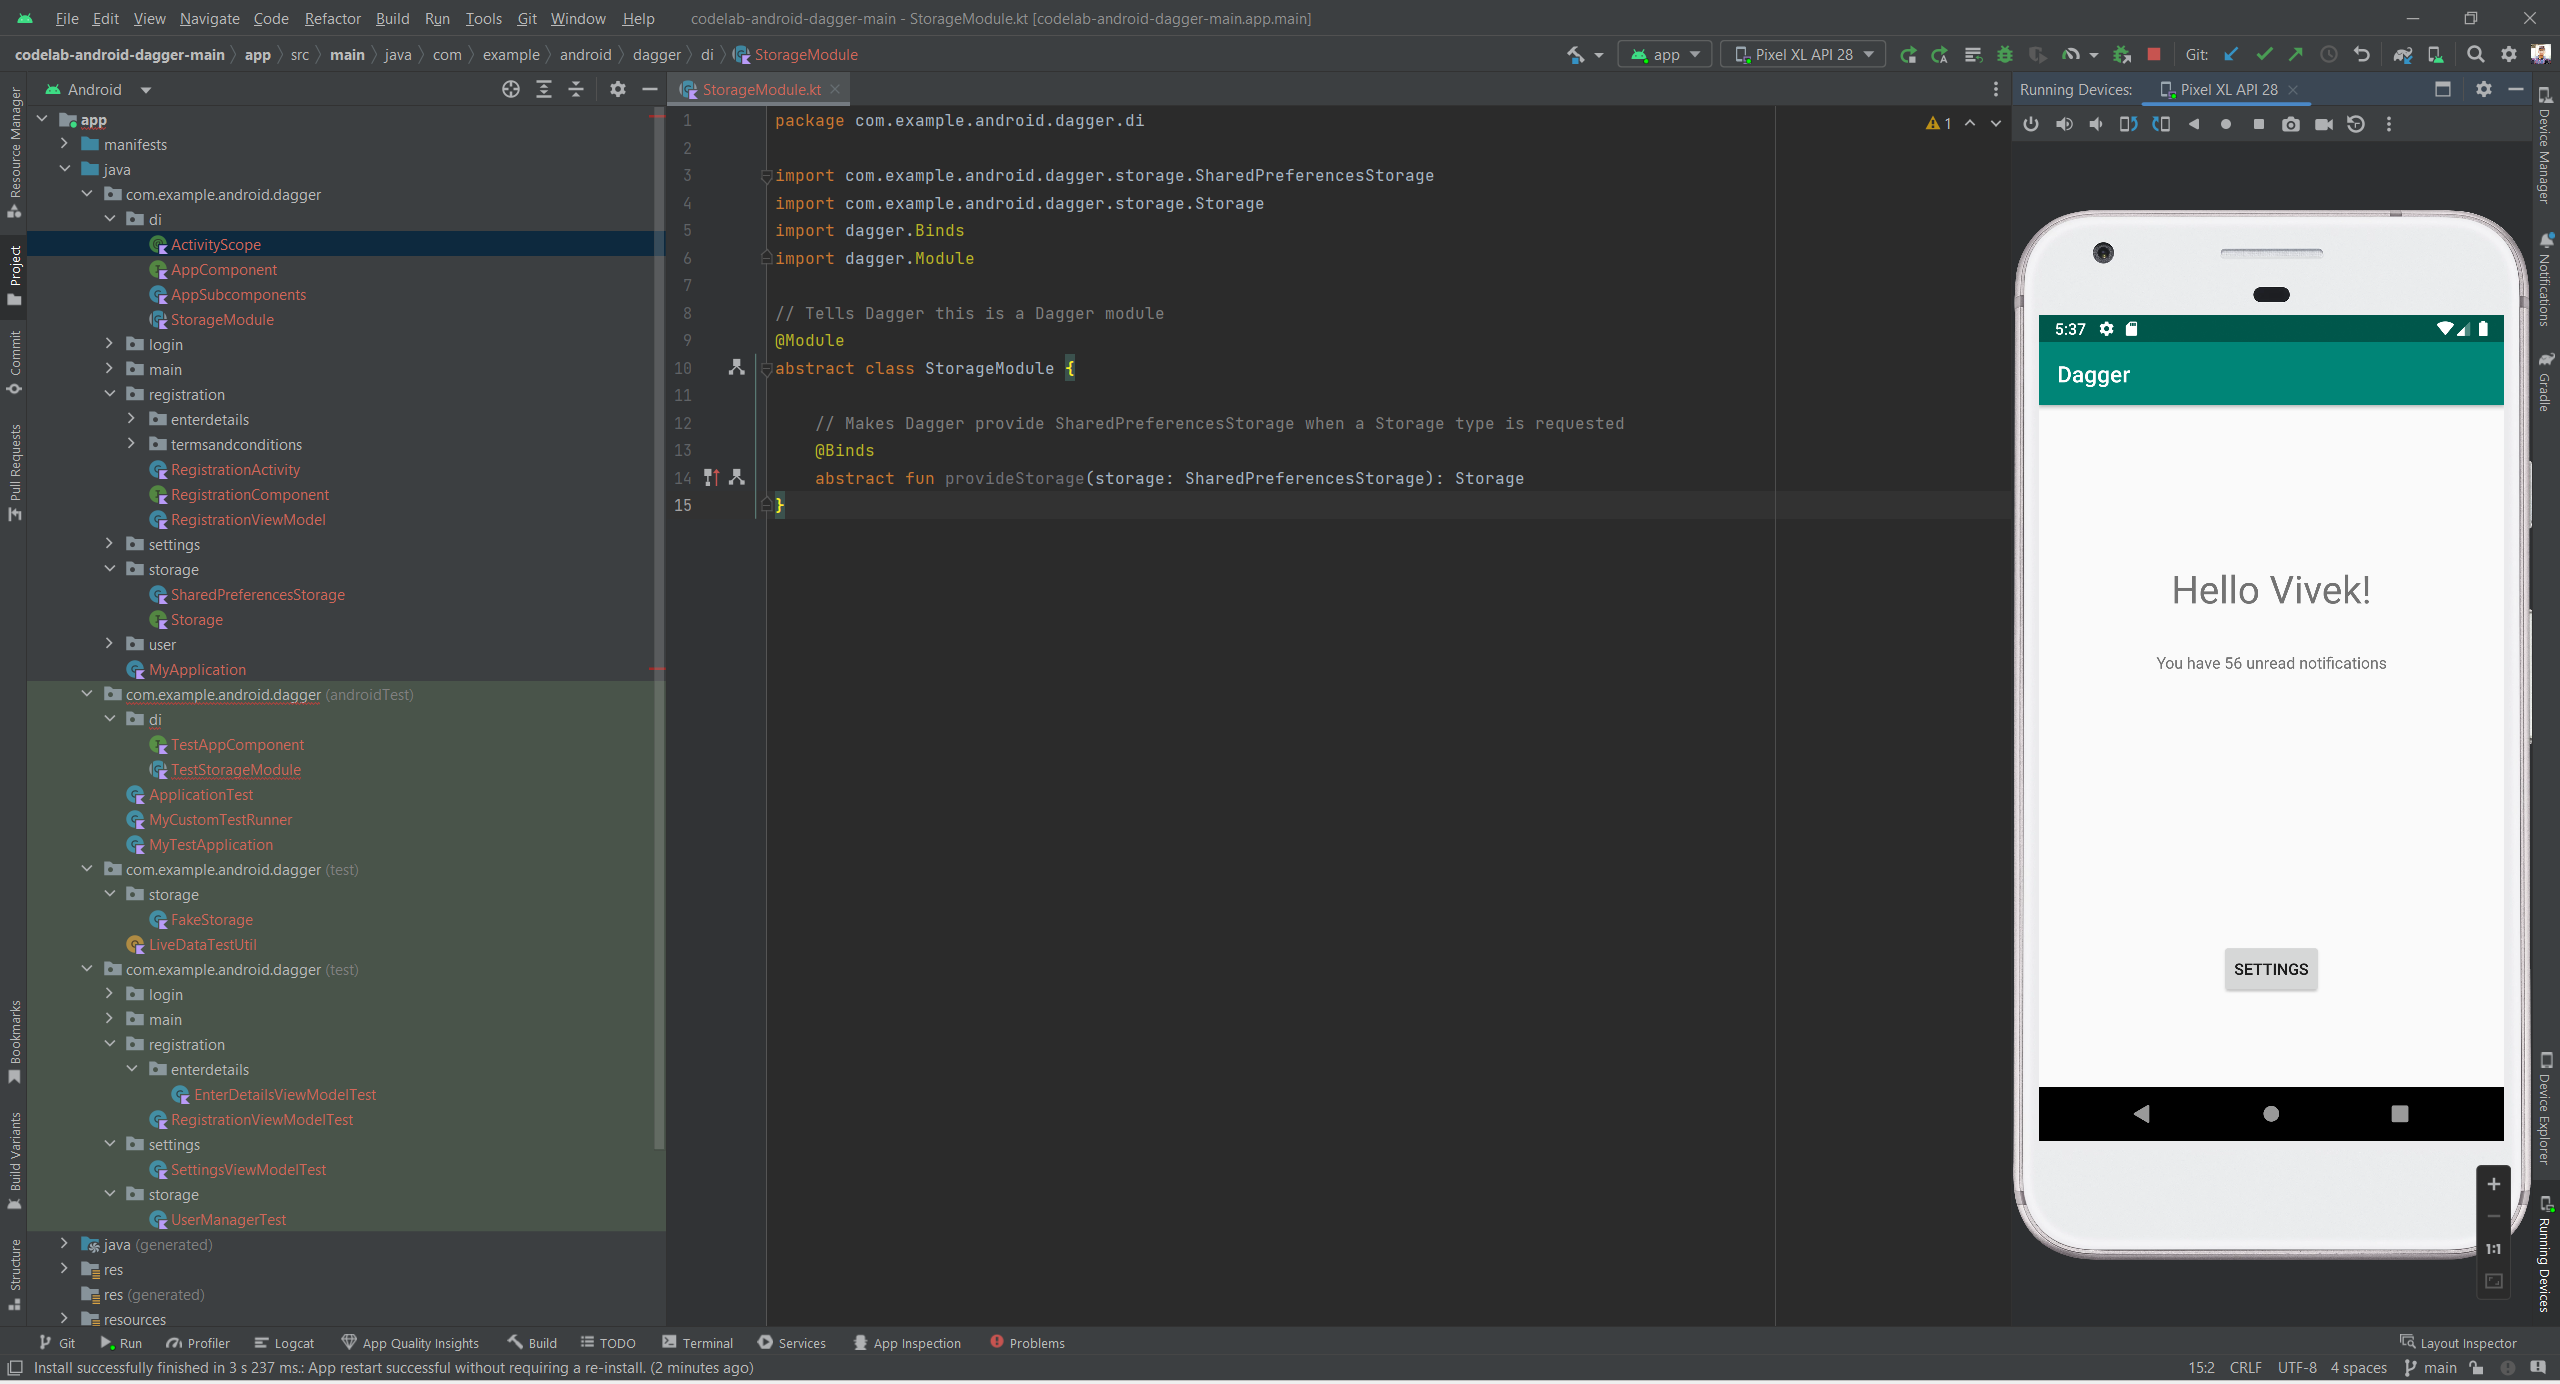 File Edit View Navigate Code Refactor Build Run Tools Git Window Help codelab-android-dagger-main - StorageModule.kt [codelab-android-dagger-main.app.main]
codelab-android-dagger-main app src main java com example android dagger di StorageModule app Pixel XL API 28 Git:
Android
StorageModule.kt
Running Devices: Pixel XL API 28
Resource Manager
Project
Commit
Pull Requests
Bookmarks
Build Variants
Structure
app
manifests
java
com.example.android.dagger
di
ActivityScope
AppComponent
AppSubcomponents
StorageModule
login
main
registration
enterdetails
termsandconditions
RegistrationActivity
RegistrationComponent
RegistrationViewModel
settings
storage
SharedPreferencesStorage
Storage
user
MyApplication
com.example.android.dagger (androidTest)
di
TestAppComponent
TestStorageModule
ApplicationTest
MyCustomTestRunner
MyTestApplication
com.example.android.dagger (test)
storage
FakeStorage
LiveDataTestUtil
com.example.android.dagger (test)
login
main
registration
enterdetails
EnterDetailsViewModelTest
RegistrationViewModelTest
settings
SettingsViewModelTest
storage
UserManagerTest
java (generated)
res
res (generated)
resources
1 package com.example.android.dagger.di
2
3 import com.example.android.dagger.storage.SharedPreferencesStorage
4 import com.example.android.dagger.storage.Storage
5 import dagger.Binds
6 import dagger.Module
7
8 // Tells Dagger this is a Dagger module
9 @Module
10 abstract class StorageModule {
11
12 // Makes Dagger provide SharedPreferencesStorage when a Storage type is requested
13 @Binds
14 abstract fun provideStorage(storage: SharedPreferencesStorage): Storage
15 }
1
5:37
Dagger
Hello Vivek!
You have 56 unread notifications
SETTINGS
1:1
Device Manager
Notifications
Gradle
Device Explorer
Running Devices
Git Run Profiler Logcat App Quality Insights Build TODO Terminal Services App Inspection Problems Layout Inspector
Install successfully finished in 3 s 237 ms.: App restart successful without requiring a re-install. (2 minutes ago) 15:2 CRLF UTF-8 4 spaces main